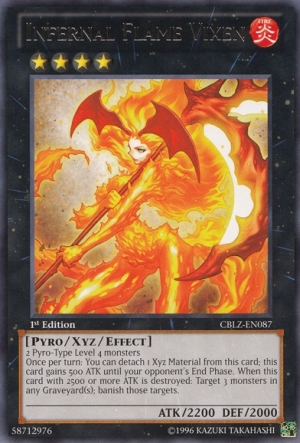 INFERNAL FLAME VIXEN
FIRE
炎
1st Edition
CBLZ-EN087
[Pyro/Xyz/Effect]
2 Pyro-Type Level 4 monsters
Once per turn: You can detach 1 Xyz Material from this card; this
card gains 500 ATK until your opponent's End Phase. When this
card with 2500 or more ATK is destroyed: Target 3 monsters in
any Graveyard(s); banish those targets.
ATK/2200 DEF/2000
58712976
©1996 KAZUKI TAKAHASHI